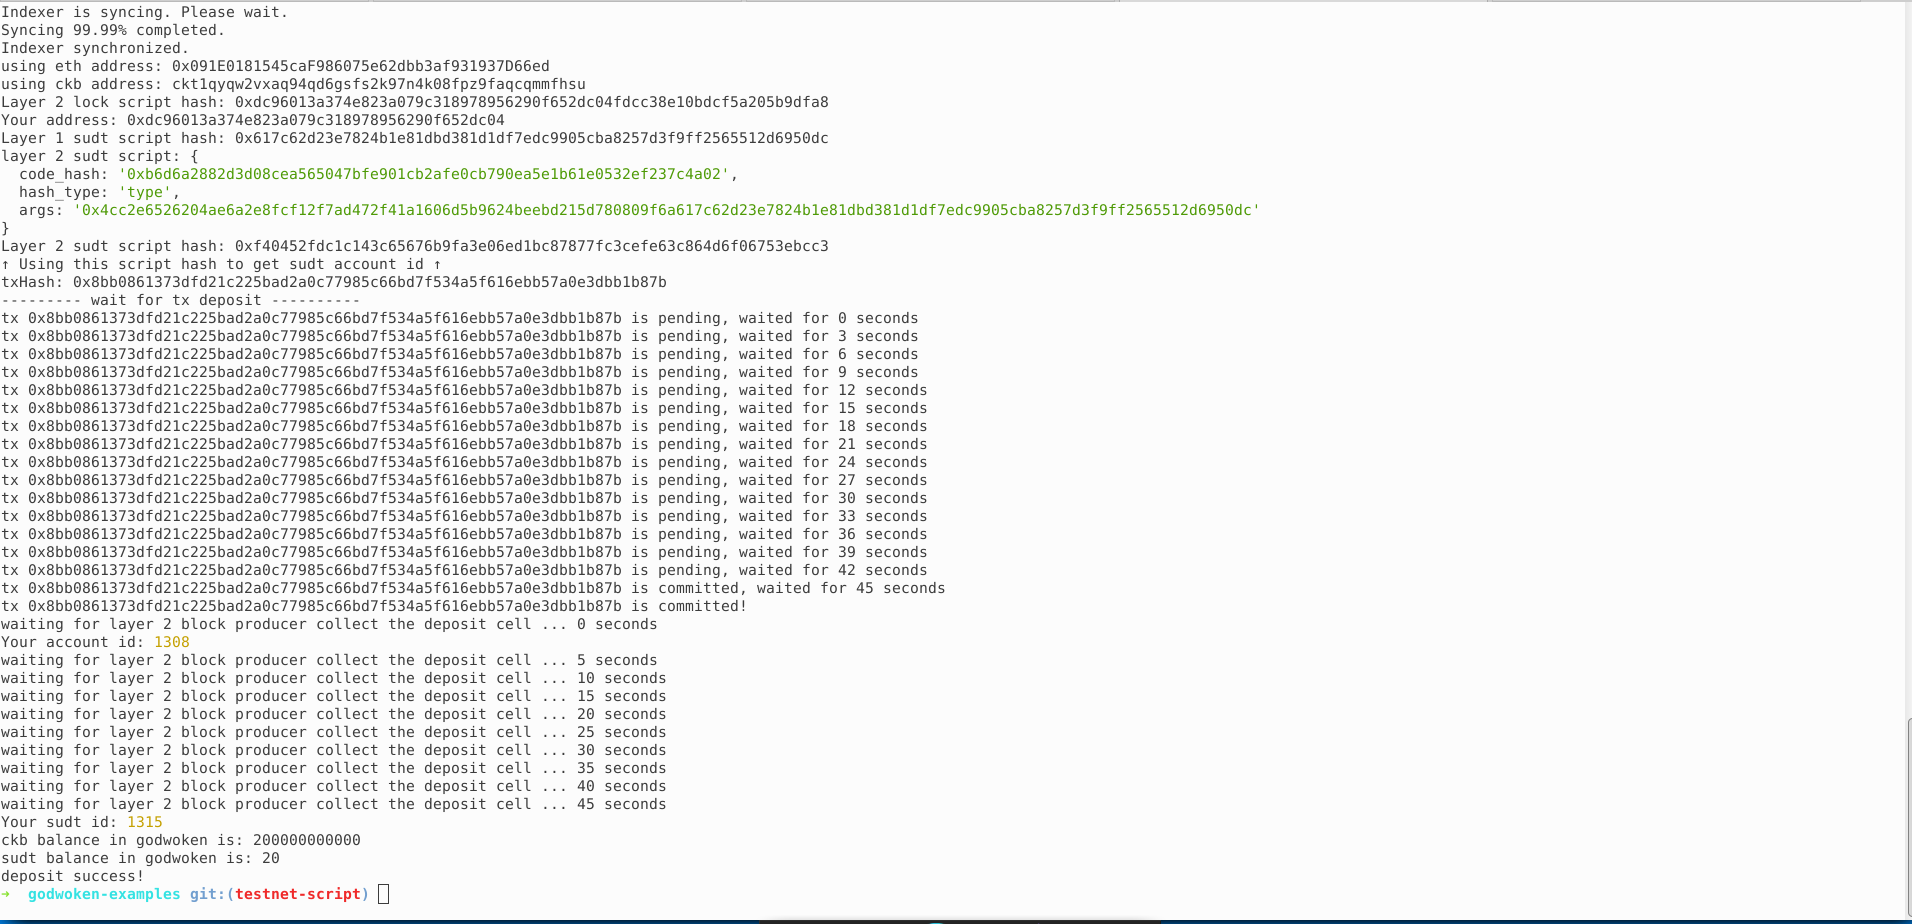 Indexer is syncing. Please wait.
Syncing 99.99% completed.
Indexer synchronized.
using eth address: 0x091E0181545caF986075e62dbb3af931937D66ed
using ckb address: ckt1qyqw2vxaq94qd6gsfs2k97n4k08fpz9faqcqmmfhsu
Layer 2 lock script hash: 0xdc96013a374e823a079c318978956290f652dc04fdcc38e10bdcf5a205b9dfa8
Your address: 0xdc96013a374e823a079c318978956290f652dc04
Layer 1 sudt script hash: 0x617c62d23e7824b1e81dbd381d1df7edc9905cba8257d3f9ff2565512d6950dc
layer 2 sudt script: {
  code_hash: '0xb6d6a2882d3d08cea565047bfe901cb2afe0cb790ea5e1b61e0532ef237c4a02',
  hash_type: 'type',
  args: '0x4cc2e6526204ae6a2e8fcf12f7ad472f41a1606d5b9624beebd215d780809f6a617c62d23e7824b1e81dbd381d1df7edc9905cba8257d3f9ff2565512d6950dc'
}
Layer 2 sudt script hash: 0xf40452fdc1c143c65676b9fa3e06ed1bc87877fc3cefe63c864d6f06753ebcc3
↑ Using this script hash to get sudt account id ↑
txHash: 0x8bb0861373dfd21c225bad2a0c77985c66bd7f534a5f616ebb57a0e3dbb1b87b
--------- wait for tx deposit ----------
tx 0x8bb0861373dfd21c225bad2a0c77985c66bd7f534a5f616ebb57a0e3dbb1b87b is pending, waited for 0 seconds
tx 0x8bb0861373dfd21c225bad2a0c77985c66bd7f534a5f616ebb57a0e3dbb1b87b is pending, waited for 3 seconds
tx 0x8bb0861373dfd21c225bad2a0c77985c66bd7f534a5f616ebb57a0e3dbb1b87b is pending, waited for 6 seconds
tx 0x8bb0861373dfd21c225bad2a0c77985c66bd7f534a5f616ebb57a0e3dbb1b87b is pending, waited for 9 seconds
tx 0x8bb0861373dfd21c225bad2a0c77985c66bd7f534a5f616ebb57a0e3dbb1b87b is pending, waited for 12 seconds
tx 0x8bb0861373dfd21c225bad2a0c77985c66bd7f534a5f616ebb57a0e3dbb1b87b is pending, waited for 15 seconds
tx 0x8bb0861373dfd21c225bad2a0c77985c66bd7f534a5f616ebb57a0e3dbb1b87b is pending, waited for 18 seconds
tx 0x8bb0861373dfd21c225bad2a0c77985c66bd7f534a5f616ebb57a0e3dbb1b87b is pending, waited for 21 seconds
tx 0x8bb0861373dfd21c225bad2a0c77985c66bd7f534a5f616ebb57a0e3dbb1b87b is pending, waited for 24 seconds
tx 0x8bb0861373dfd21c225bad2a0c77985c66bd7f534a5f616ebb57a0e3dbb1b87b is pending, waited for 27 seconds
tx 0x8bb0861373dfd21c225bad2a0c77985c66bd7f534a5f616ebb57a0e3dbb1b87b is pending, waited for 30 seconds
tx 0x8bb0861373dfd21c225bad2a0c77985c66bd7f534a5f616ebb57a0e3dbb1b87b is pending, waited for 33 seconds
tx 0x8bb0861373dfd21c225bad2a0c77985c66bd7f534a5f616ebb57a0e3dbb1b87b is pending, waited for 36 seconds
tx 0x8bb0861373dfd21c225bad2a0c77985c66bd7f534a5f616ebb57a0e3dbb1b87b is pending, waited for 39 seconds
tx 0x8bb0861373dfd21c225bad2a0c77985c66bd7f534a5f616ebb57a0e3dbb1b87b is pending, waited for 42 seconds
tx 0x8bb0861373dfd21c225bad2a0c77985c66bd7f534a5f616ebb57a0e3dbb1b87b is committed, waited for 45 seconds
tx 0x8bb0861373dfd21c225bad2a0c77985c66bd7f534a5f616ebb57a0e3dbb1b87b is committed!
waiting for layer 2 block producer collect the deposit cell ... 0 seconds
Your account id: 1308
waiting for layer 2 block producer collect the deposit cell ... 5 seconds
waiting for layer 2 block producer collect the deposit cell ... 10 seconds
waiting for layer 2 block producer collect the deposit cell ... 15 seconds
waiting for layer 2 block producer collect the deposit cell ... 20 seconds
waiting for layer 2 block producer collect the deposit cell ... 25 seconds
waiting for layer 2 block producer collect the deposit cell ... 30 seconds
waiting for layer 2 block producer collect the deposit cell ... 35 seconds
waiting for layer 2 block producer collect the deposit cell ... 40 seconds
waiting for layer 2 block producer collect the deposit cell ... 45 seconds
Your sudt id: 1315
ckb balance in godwoken is: 200000000000
sudt balance in godwoken is: 20
deposit success!
→  godwoken-examples git:(testnet-script)